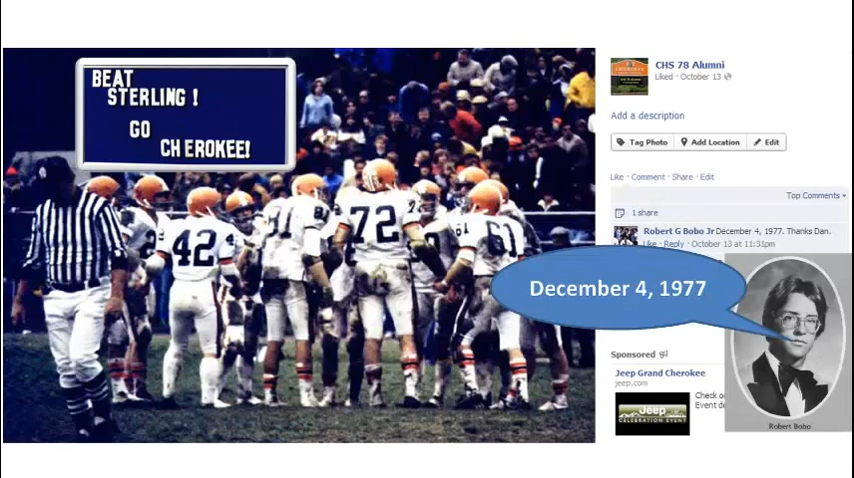 BEAT
STERLING !
GO
CHEROKEE!
42
81
72
61
CHS 78 Alumni
Liked · October 13
Add a description
Tag Photo
Add Location
Edit
Like · Comment · Share · Edit
Top Comments
1 share
Robert G Bobo Jr December 4, 1977. Thanks Dan.
Like · Reply · October 13 at 11:31pm
December 4, 1977
Sponsored
Jeep Grand Cherokee
jeep.com
Check
Event
Jeep
CELEBRATION EVENT
Robert Bobo